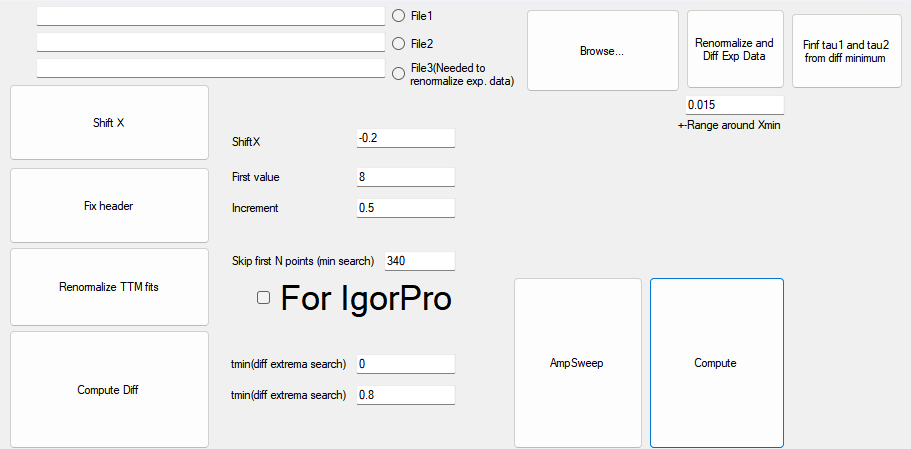 File1
File2
File3(Needed to
renormalize exp. data)
Browse...
Renormalize and
Diff Exp Data
Finf tau1 and tau2
from diff minimum
0.015
+-Range around Xmin
Shift X
ShiftX
-0.2
First value
8
Fix header
Increment
0.5
Skip first N points (min search)
340
Renormalize TTM fits
For IgorPro
AmpSweep
Compute
tmin(diff extrema search)
0
Compute Diff
tmin(diff extrema search)
0.8